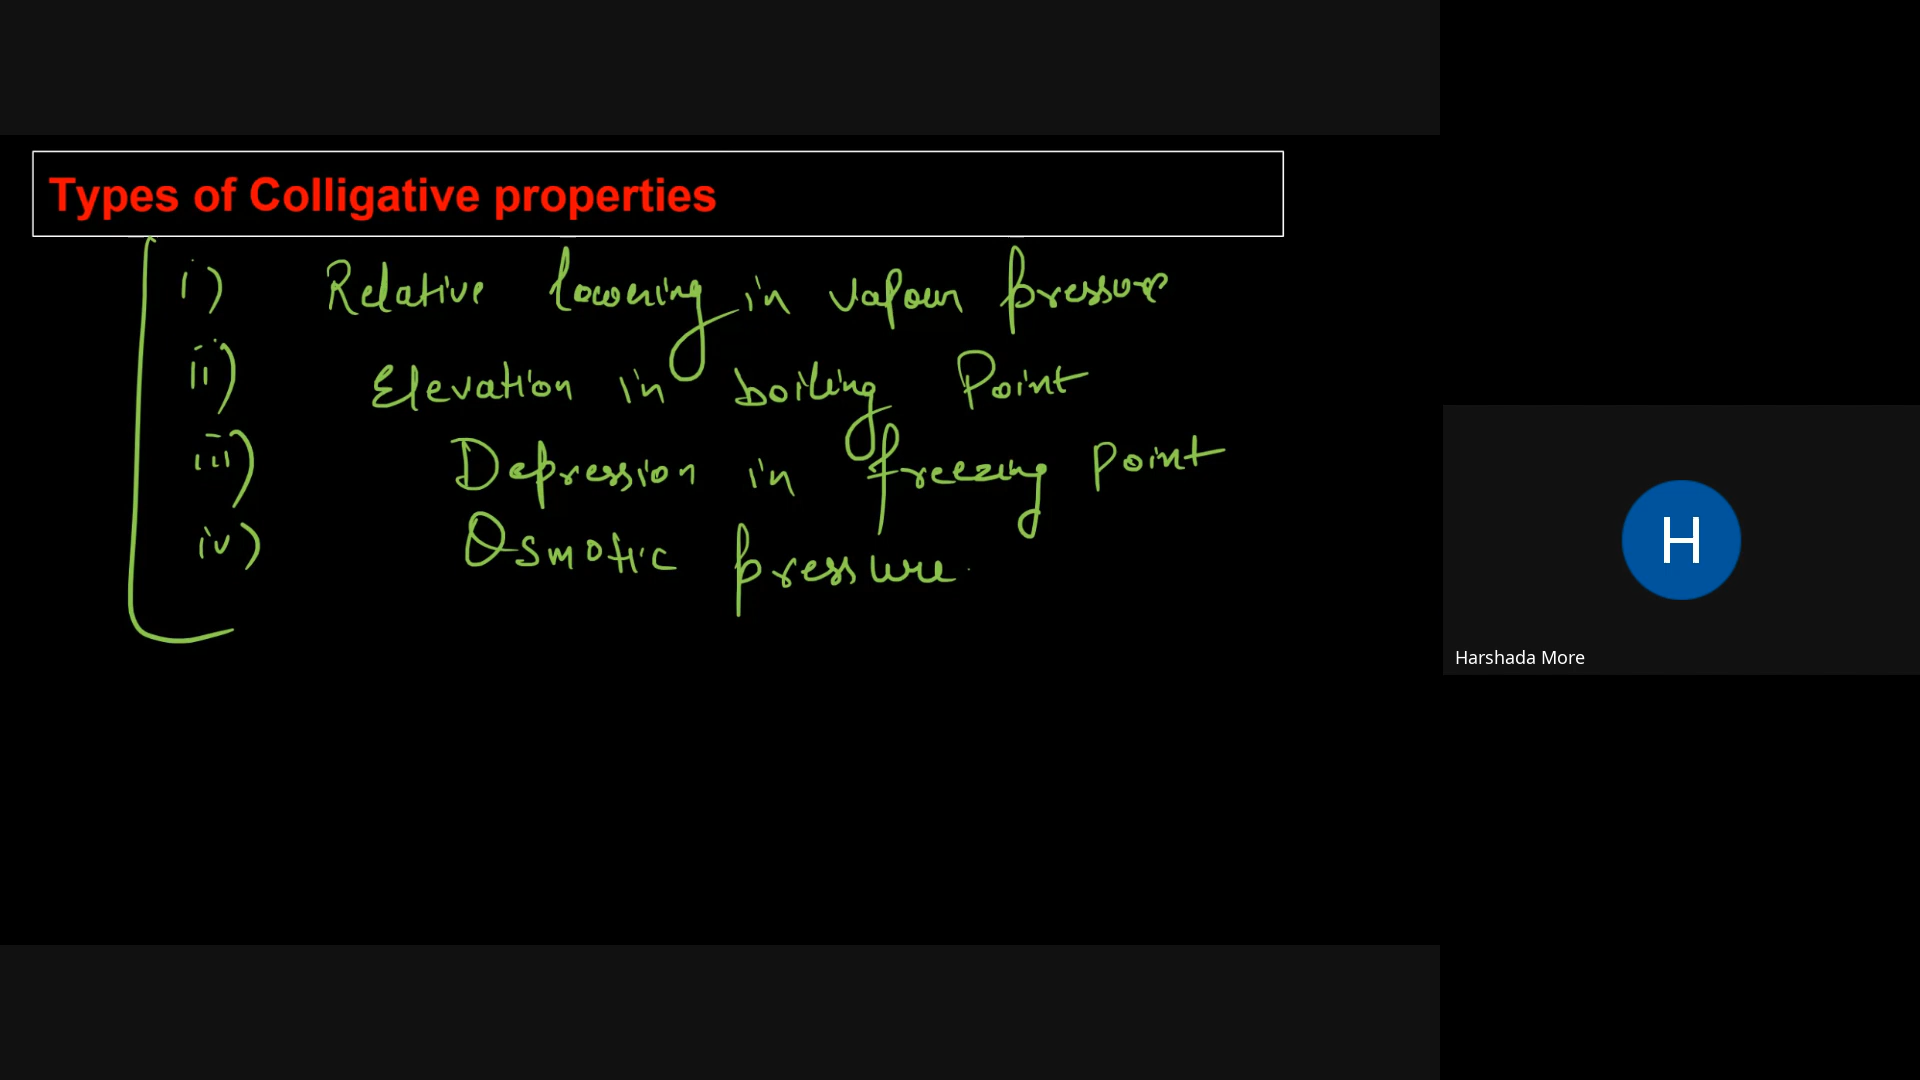 Types of Colligative properties
i) Relative lowering in vapour pressure
ii) Elevation in boiling Point
iii) Depression in freezing point
iv) Osmotic pressure.
H
Harshada More